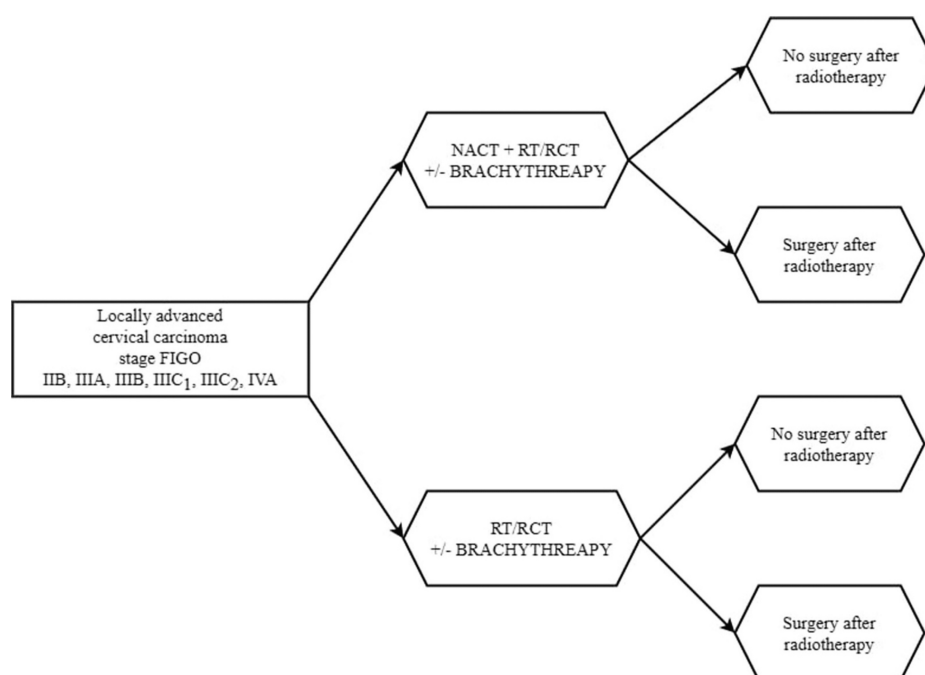 No surgery after
radiotherapy
NACT + RT/RCT
+/- BRACHYTHREAPY
Surgery after
radiotherapy
Locally advanced
cervical carcinoma
stage FIGO
IIB, IIIA, IIIB, IIIC₁, IIIC₂, IVA
No surgery after
radiotherapy
RT/RCT
+/- BRACHYTHREAPY
Surgery after
radiotherapy